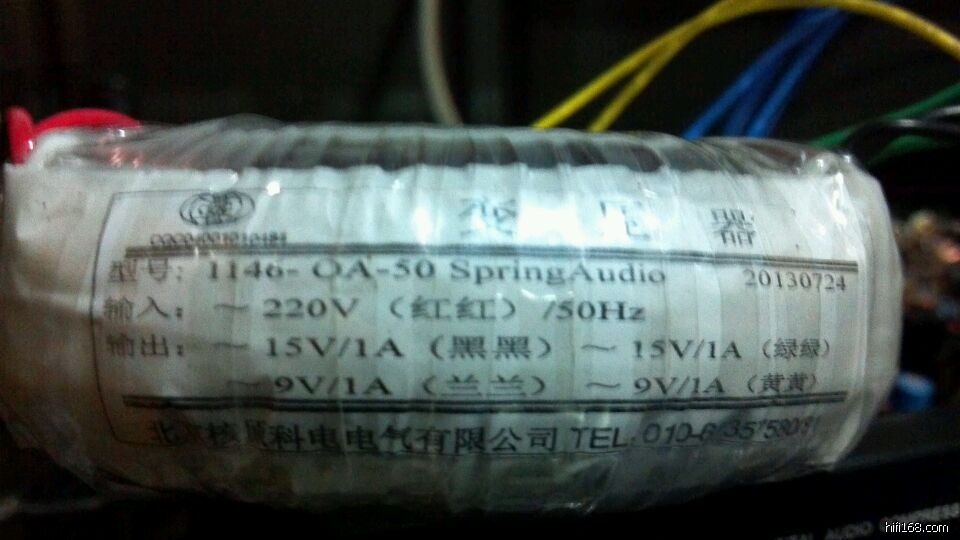 变 压 器
型号: 1146- OA-50 SpringAudio 20130724
输入: ～ 220V (红红) /50Hz
输出: ～ 15V/1A (黑黑) ～ 15V/1A (绿绿)
～ 9V/1A (兰兰) ～ 9V/1A (黄黄)
科电电气有限公司 TEL:
AUDIO
hifi168.com